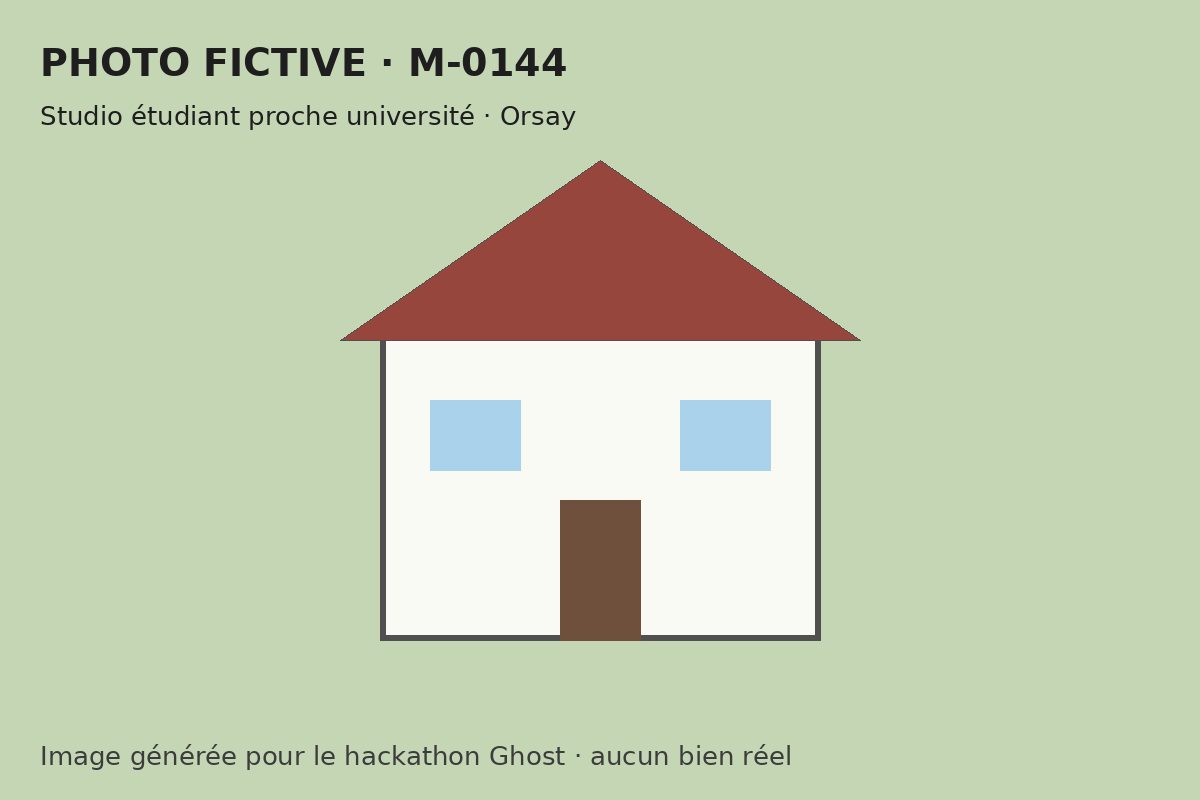 PHOTO FICTIVE · M-0144
Studio étudiant proche université · Orsay
Image générée pour le hackathon Ghost · aucun bien réel